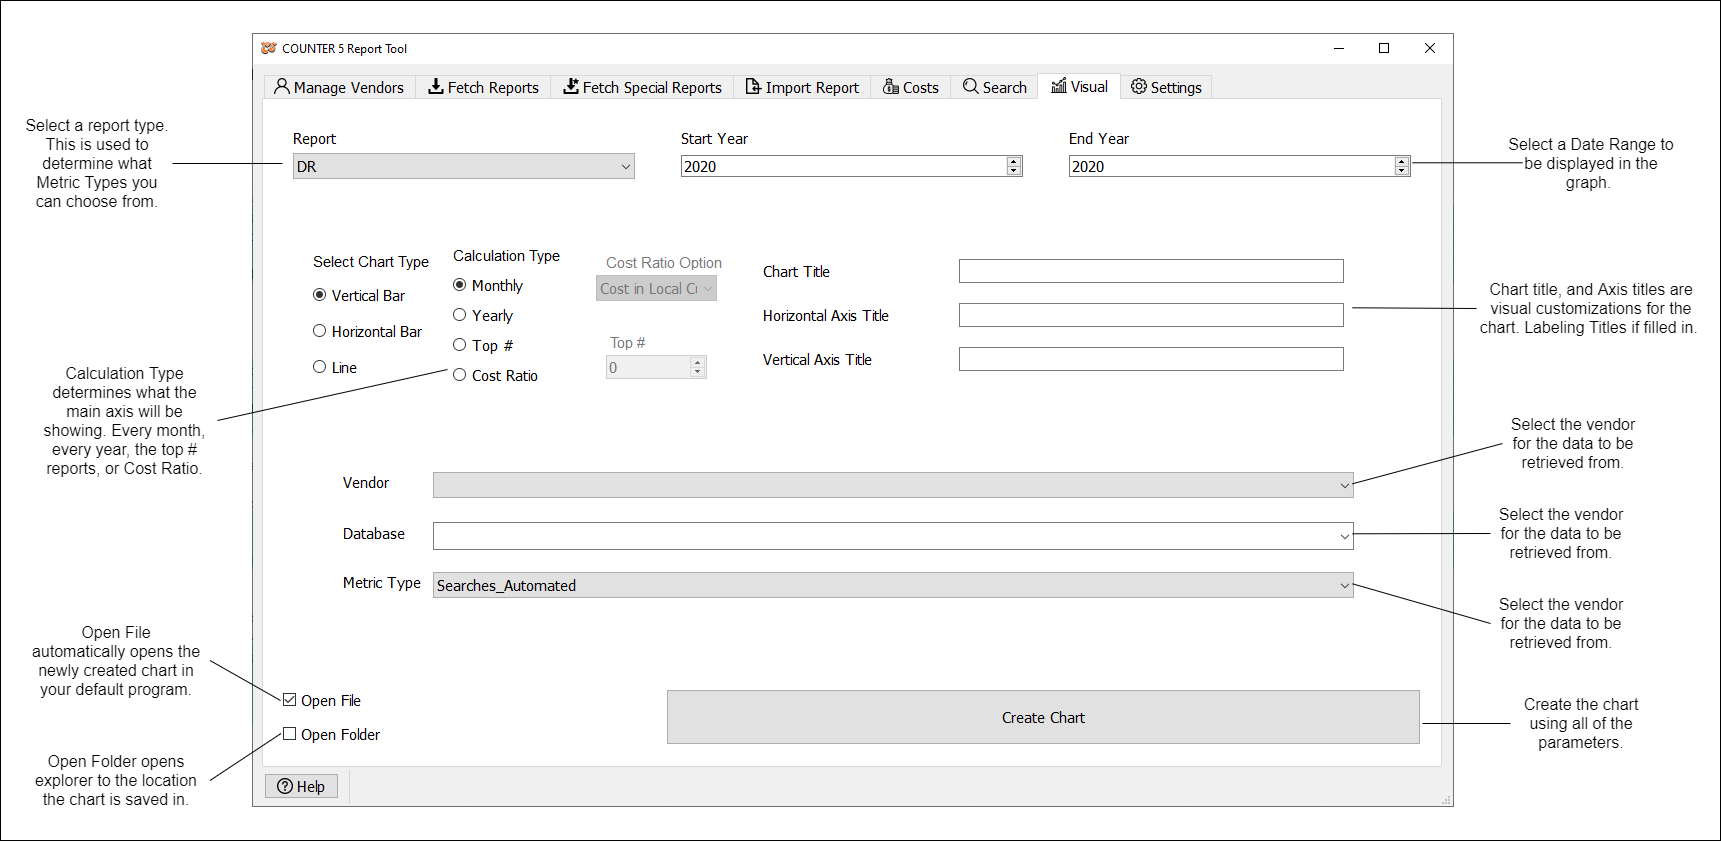 COUNTER 5 Report Tool
Manage Vendors
Fetch Reports
Fetch Special Reports
Import Report
Costs
Search
Visual
Settings
Select a report type.
This is used to
determine what
Metric Types you
can choose from.
Report
DR
Start Year
2020
End Year
2020
Select a Date Range to
be displayed in the
graph.
Select Chart Type
Vertical Bar
Horizontal Bar
Line
Calculation Type
Monthly
Yearly
Top #
Cost Ratio
Cost Ratio Option
Cost in Local
Top #
0
Chart Title
Horizontal Axis Title
Vertical Axis Title
Chart title, and Axis titles are
visual customizations for the
chart. Labeling Titles if filled in.
Calculation Type
determines what the
main axis will be
showing. Every month,
every year, the top #
reports, or Cost Ratio.
Vendor
Select the vendor
for the data to be
retrieved from.
Database
Select the vendor
for the data to be
retrieved from.
Metric Type
Searches_Automated
Select the vendor
for the data to be
retrieved from.
Open File
automatically opens the
newly created chart in
your default program.
Open File
Open Folder
Create Chart
Create the chart
using all of the
parameters.
Open Folder opens
explorer to the location
the chart is saved in.
Help